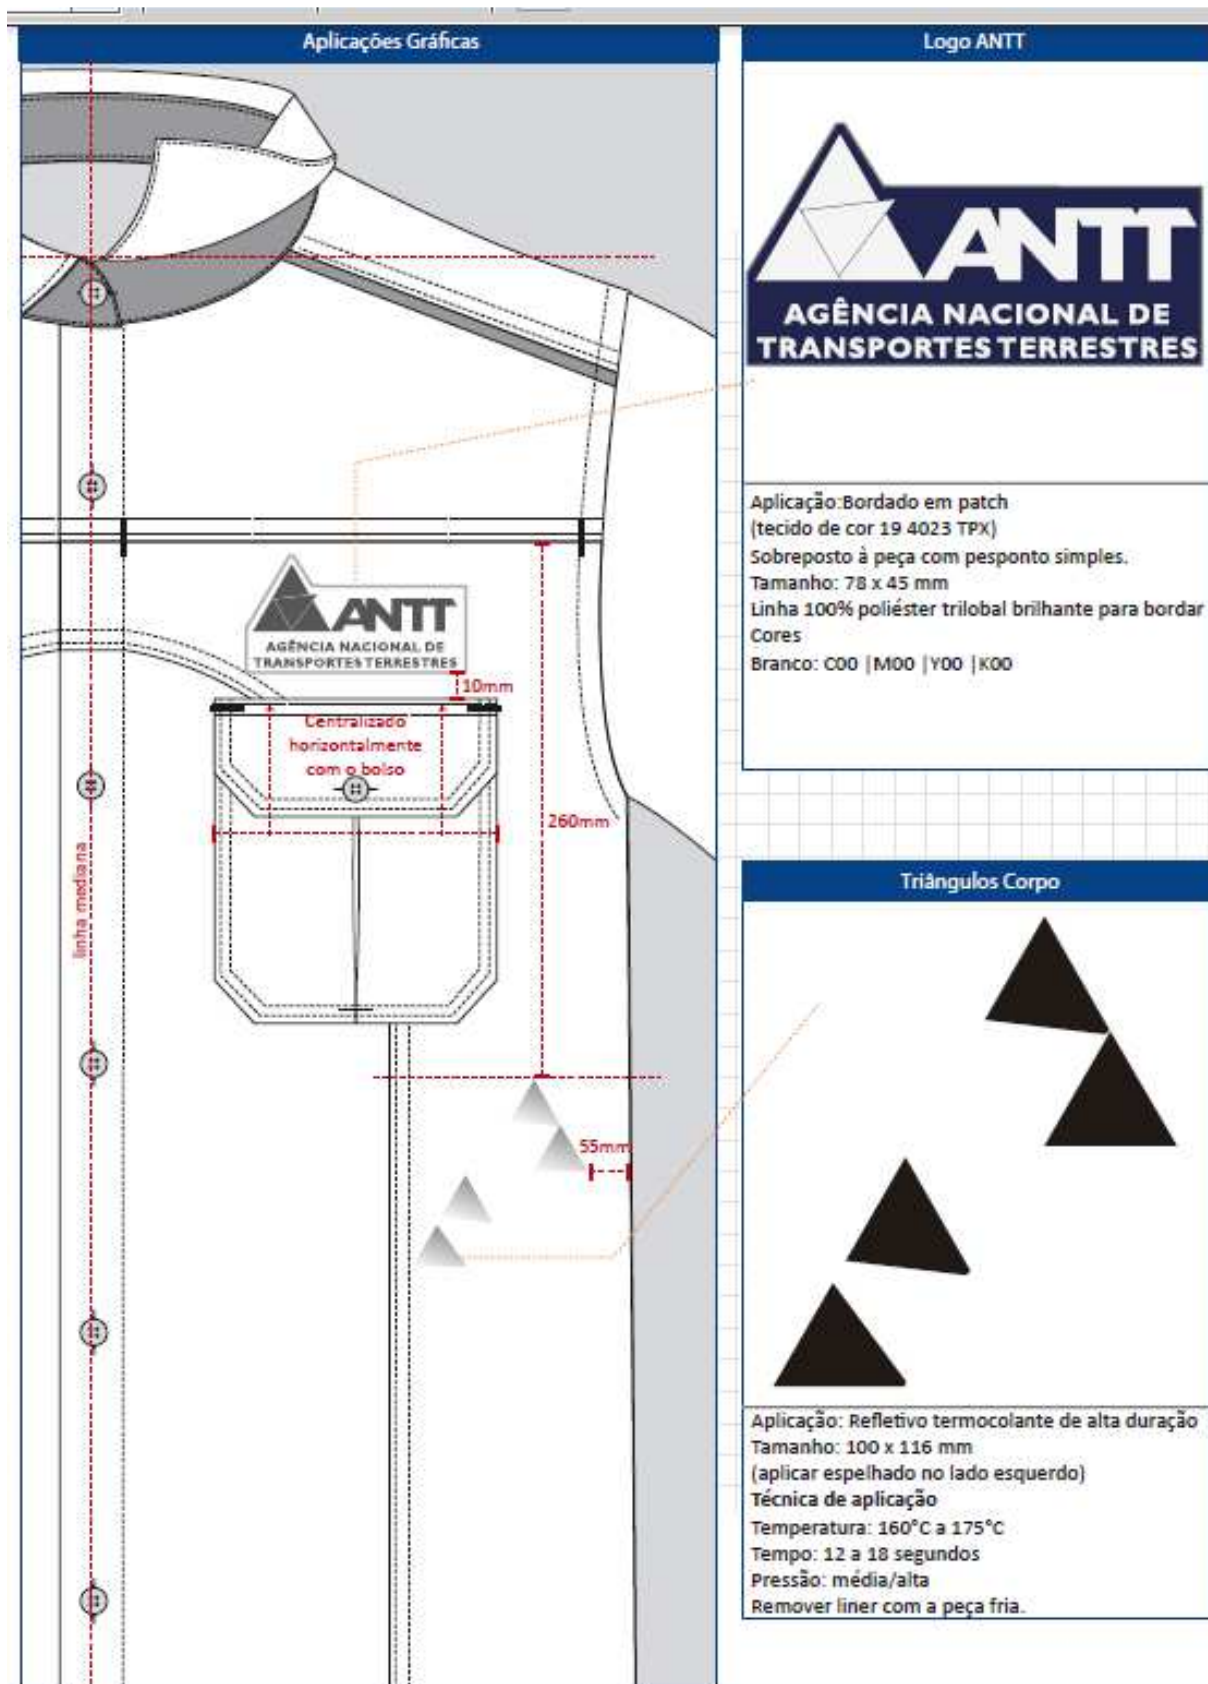 Aplicações Gráficas
AGÊNCIA NACIONAL DE
TRANSPORTES TERRESTRES
ANTT
10mm
Centralizado
horizontalmente
com o bolso
260mm
linha mediana
55mm
Logo ANTT
ANTT
AGÊNCIA NACIONAL DE
TRANSPORTES TERRESTRES
Aplicação:Bordado em patch
(tecido de cor 19 4023 TPX)
Sobreposto à peça com pesponto simples.
Tamanho: 78 x 45 mm
Linha 100% poliéster trilobal brilhante para bordar
Cores
Branco: C00 |M00 |Y00 |K00
Triângulos Corpo
Aplicação: Refletivo termocolante de alta duração
Tamanho: 100 x 116 mm
(aplicar espelhado no lado esquerdo)
Técnica de aplicação
Temperatura: 160°C a 175°C
Tempo: 12 a 18 segundos
Pressão: média/alta
Remover liner com a peça fria.